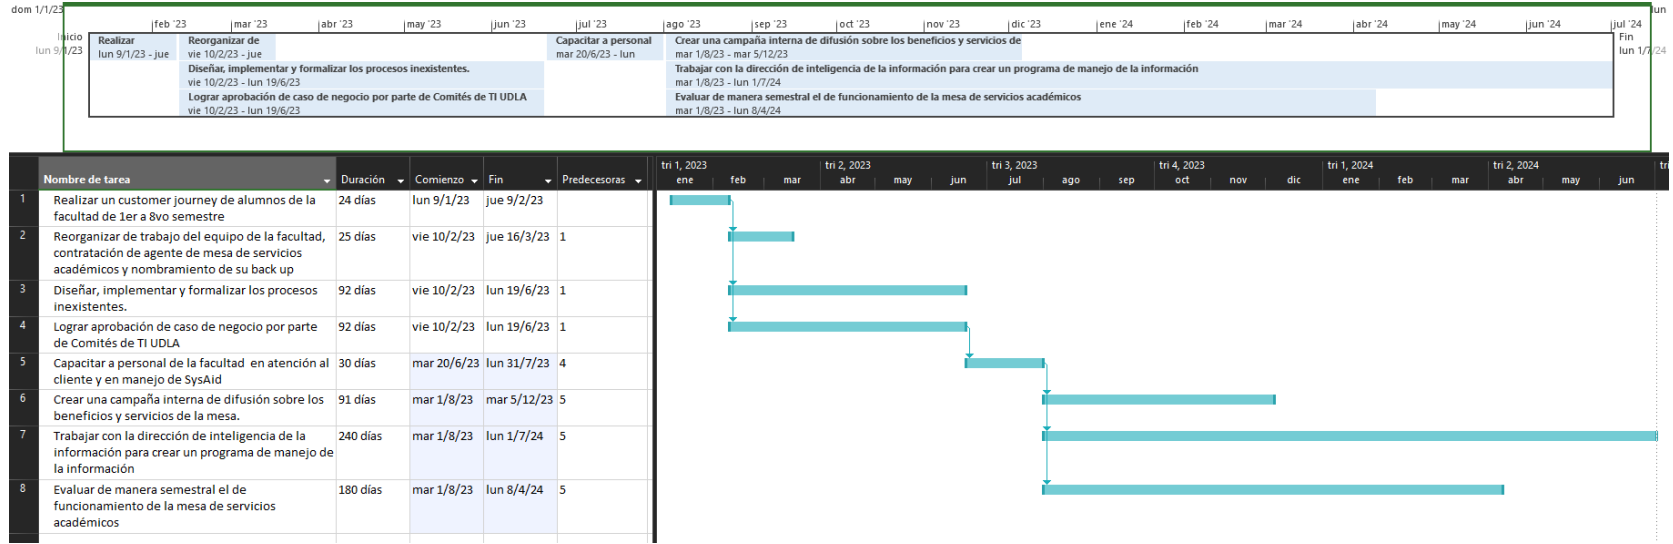 dom 1/1/23
lun
feb '23 mar '23 abr '23 may '23 jun '23 jul '23 ago '23 sep '23 oct '23 nov '23 dic '23 ene '24 feb '24 mar '24 abr '24 may '24 jun '24 jul '24
Inicio
lun 9/1/23
Realizar
lun 9/1/23 - jue
Reorganizar de
vie 10/2/23 - jue
Capacitar a personal
mar 20/6/23 - lun
Crear una campaña interna de difusión sobre los beneficios y servicios de
mar 1/8/23 - mar 5/12/23
Fin
lun 1/7/24
Diseñar, implementar y formalizar los procesos inexistentes.
vie 10/2/23 - lun 19/6/23
Trabajar con la dirección de inteligencia de la información para crear un programa de manejo de la información
mar 1/8/23 - lun 1/7/24
Lograr aprobación de caso de negocio por parte de Comités de TI UDLA
vie 10/2/23 - lun 19/6/23
Evaluar de manera semestral el de funcionamiento de la mesa de servicios académicos
mar 1/8/23 - lun 8/4/24
tri 1, 2023 tri 2, 2023 tri 3, 2023 tri 4, 2023 tri 1, 2024 tri 2, 2024 tri
Nombre de tarea Duración Comienzo Fin Predecesoras ene feb mar abr may jun jul ago sep oct nov dic ene feb mar abr may jun
1 Realizar un customer journey de alumnos de la 24 días lun 9/1/23 jue 9/2/23
facultad de 1er a 8vo semestre
2 Reorganizar de trabajo del equipo de la facultad, 25 días vie 10/2/23 jue 16/3/23 1
contratación de agente de mesa de servicios
académicos y nombramiento de su back up
3 Diseñar, implementar y formalizar los procesos 92 días vie 10/2/23 lun 19/6/23 1
inexistentes.
4 Lograr aprobación de caso de negocio por parte 92 días vie 10/2/23 lun 19/6/23 1
de Comités de TI UDLA
5 Capacitar a personal de la facultad en atención al 30 días mar 20/6/23 lun 31/7/23 4
cliente y en manejo de SysAid
6 Crear una campaña interna de difusión sobre los 91 días mar 1/8/23 mar 5/12/23 5
beneficios y servicios de la mesa.
7 Trabajar con la dirección de inteligencia de la 240 días mar 1/8/23 lun 1/7/24 5
información para crear un programa de manejo de
la información
8 Evaluar de manera semestral el de 180 días mar 1/8/23 lun 8/4/24 5
funcionamiento de la mesa de servicios
académicos